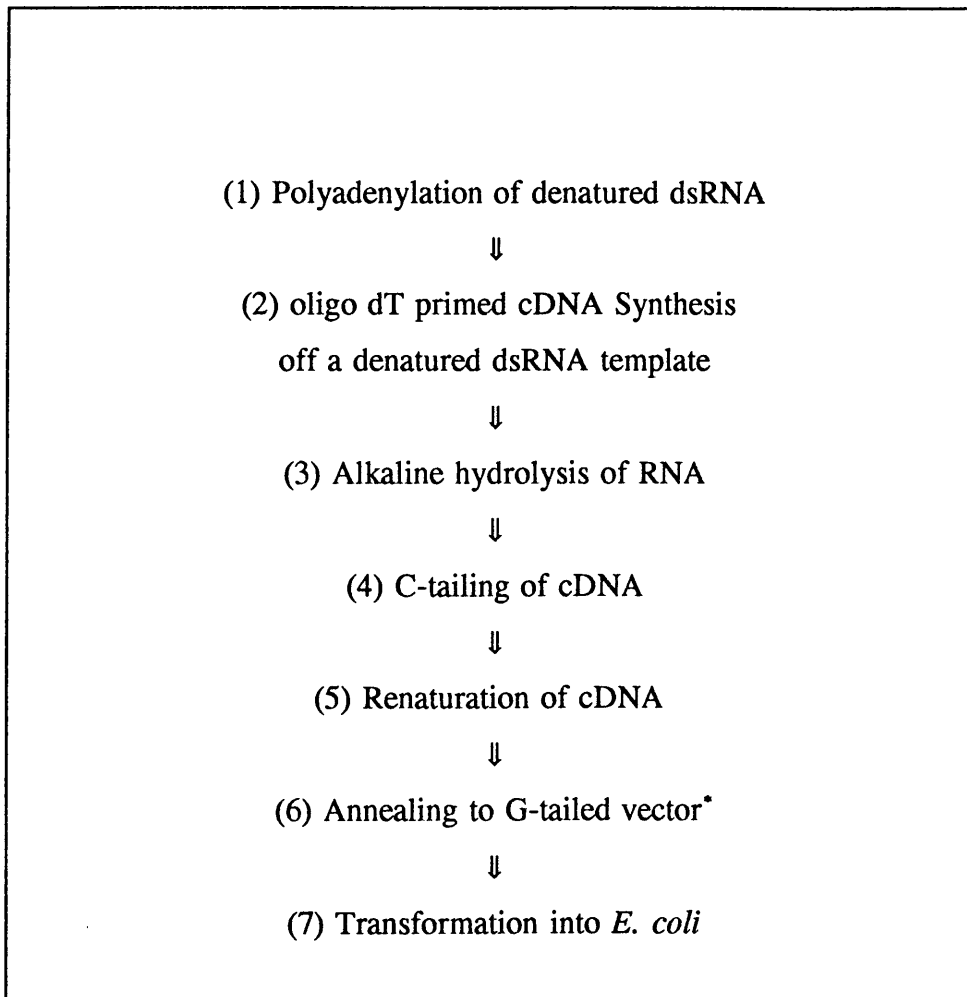 (1) Polyadenylation of denatured dsRNA
⇓
(2) oligo dT primed cDNA Synthesis
off a denatured dsRNA template
⇓
(3) Alkaline hydrolysis of RNA
⇓
(4) C-tailing of cDNA
⇓
(5) Renaturation of cDNA
⇓
(6) Annealing to G-tailed vector*
⇓
(7) Transformation into E. coli